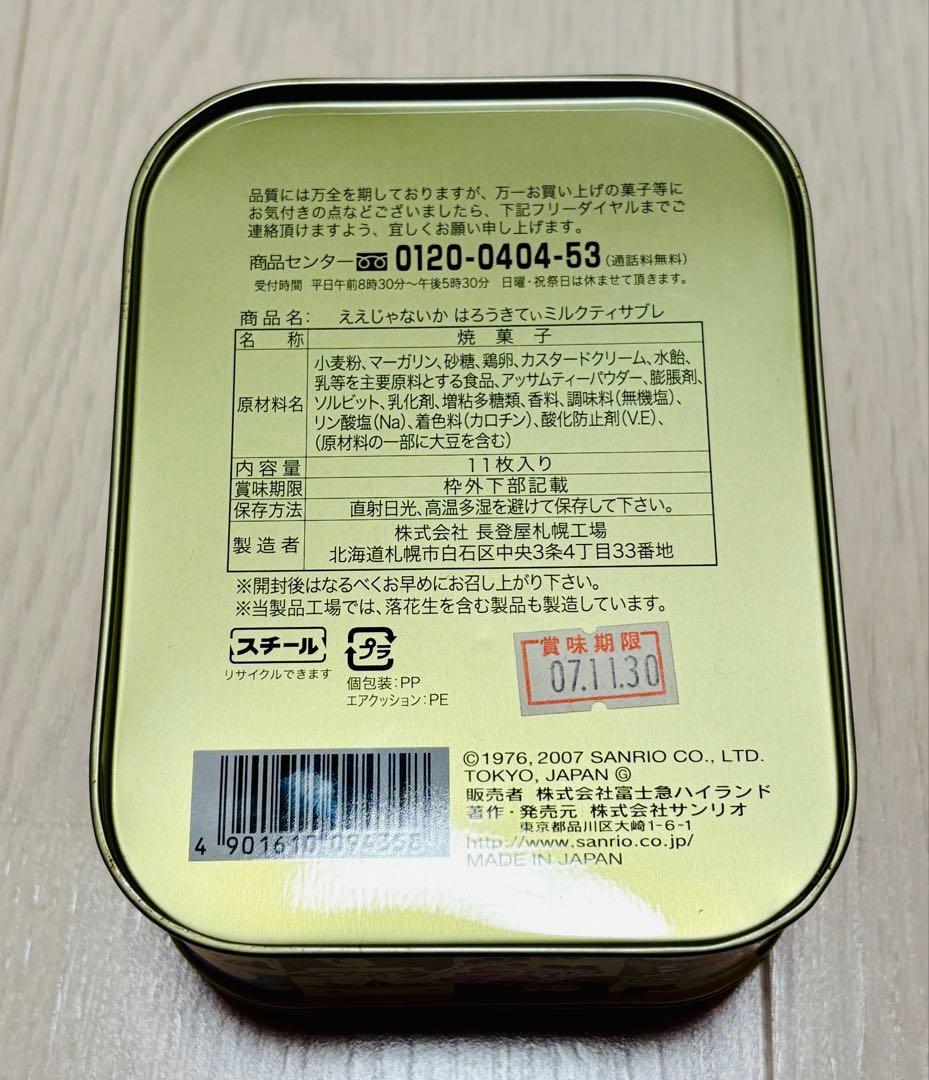 品質には万全を期しておりますが、万一お買い上げの菓子等に
お気付きの点などございましたら、下記フリーダイヤルまでご
連絡頂けますよう、宜しくお願い申し上げます。
商品センター 0120-0404-53(通話料無料)
受付時間 平日午前8時30分〜午後5時30分 日曜・祝祭日は休ませて頂きます。
商品名: ええじゃないか はろうきてぃミルクティサブレ
名称 焼菓子
原材料名 小麦粉、マーガリン、砂糖、鶏卵、カスタードクリーム、水飴、
乳等を主要原料とする食品、アッサムティーパウダー、膨脹剤、
ソルビット、乳化剤、増粘多糖類、香料、調味料(無機塩)、
リン酸塩(Na)、着色料(カロチン)、酸化防止剤(V.E)、
(原材料の一部に大豆を含む)
内容量 11枚入り
賞味期限 枠外下部記載
保存方法 直射日光、高温多湿を避けて保存して下さい。
製造者 株式会社 長登屋札幌工場
北海道札幌市白石区中央3条4丁目33番地
※開封後はなるべくお早めにお召し上がり下さい。
※当製品工場では、落花生を含む製品も製造しています。
スチール
リサイクルできます
プラ
個包装:PP
エアクッション:PE
賞味期限
07.11.30
©1976, 2007 SANRIO CO., LTD.
TOKYO, JAPAN Ⓖ
販売者 株式会社富士急ハイランド
著作・発売元 株式会社サンリオ
東京都品川区大崎1-6-1
http://www.sanrio.co.jp/
MADE IN JAPAN
4 901610